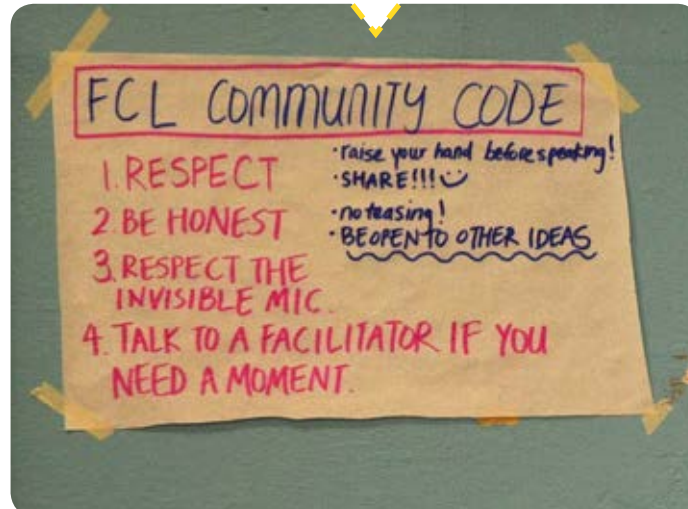 FCL COMMUNITY CODE
1. RESPECT
2. BE HONEST
3. RESPECT THE
INVISIBLE MIC.
4. TALK TO A FACILITATOR IF YOU
NEED A MOMENT.
· raise your hand before speaking!
· SHARE!!!
· no teasing!
· BE OPEN TO OTHER IDEAS